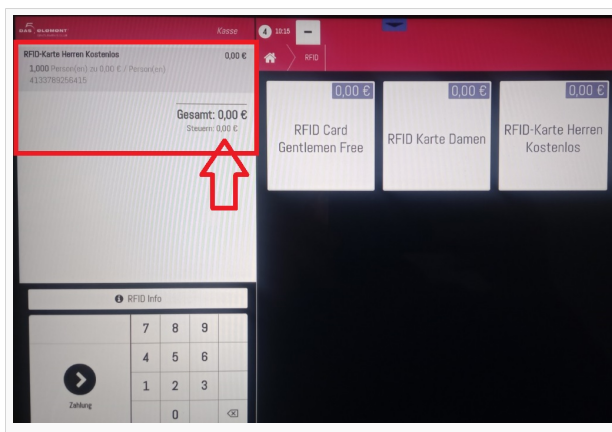 DAS ELEMENT
Kasse
RFID-Karte Herren Kostenlos 0,00 €
1,000 Person(en) zu 0,00 € / Person(en)
4133789256415
Gesamt: 0,00 €
Steuern: 0,00 €
RFID Info
7 8 9
4 5 6
1 2 3
0
Zahlung
4 10:15
RFID
0,00 €
RFID Card
Gentlemen Free
0,00 €
RFID Karte Damen
0,00 €
RFID-Karte Herren
Kostenlos